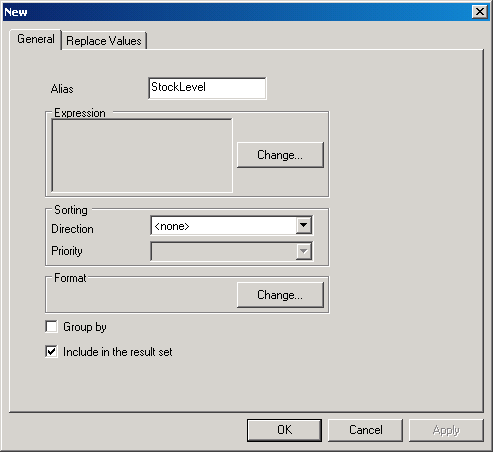 New
General Replace Values
Alias StockLevel
Expression
Change...
Sorting
Direction <none>
Priority
Format
Change...
Group by
Include in the result set
OK Cancel Apply